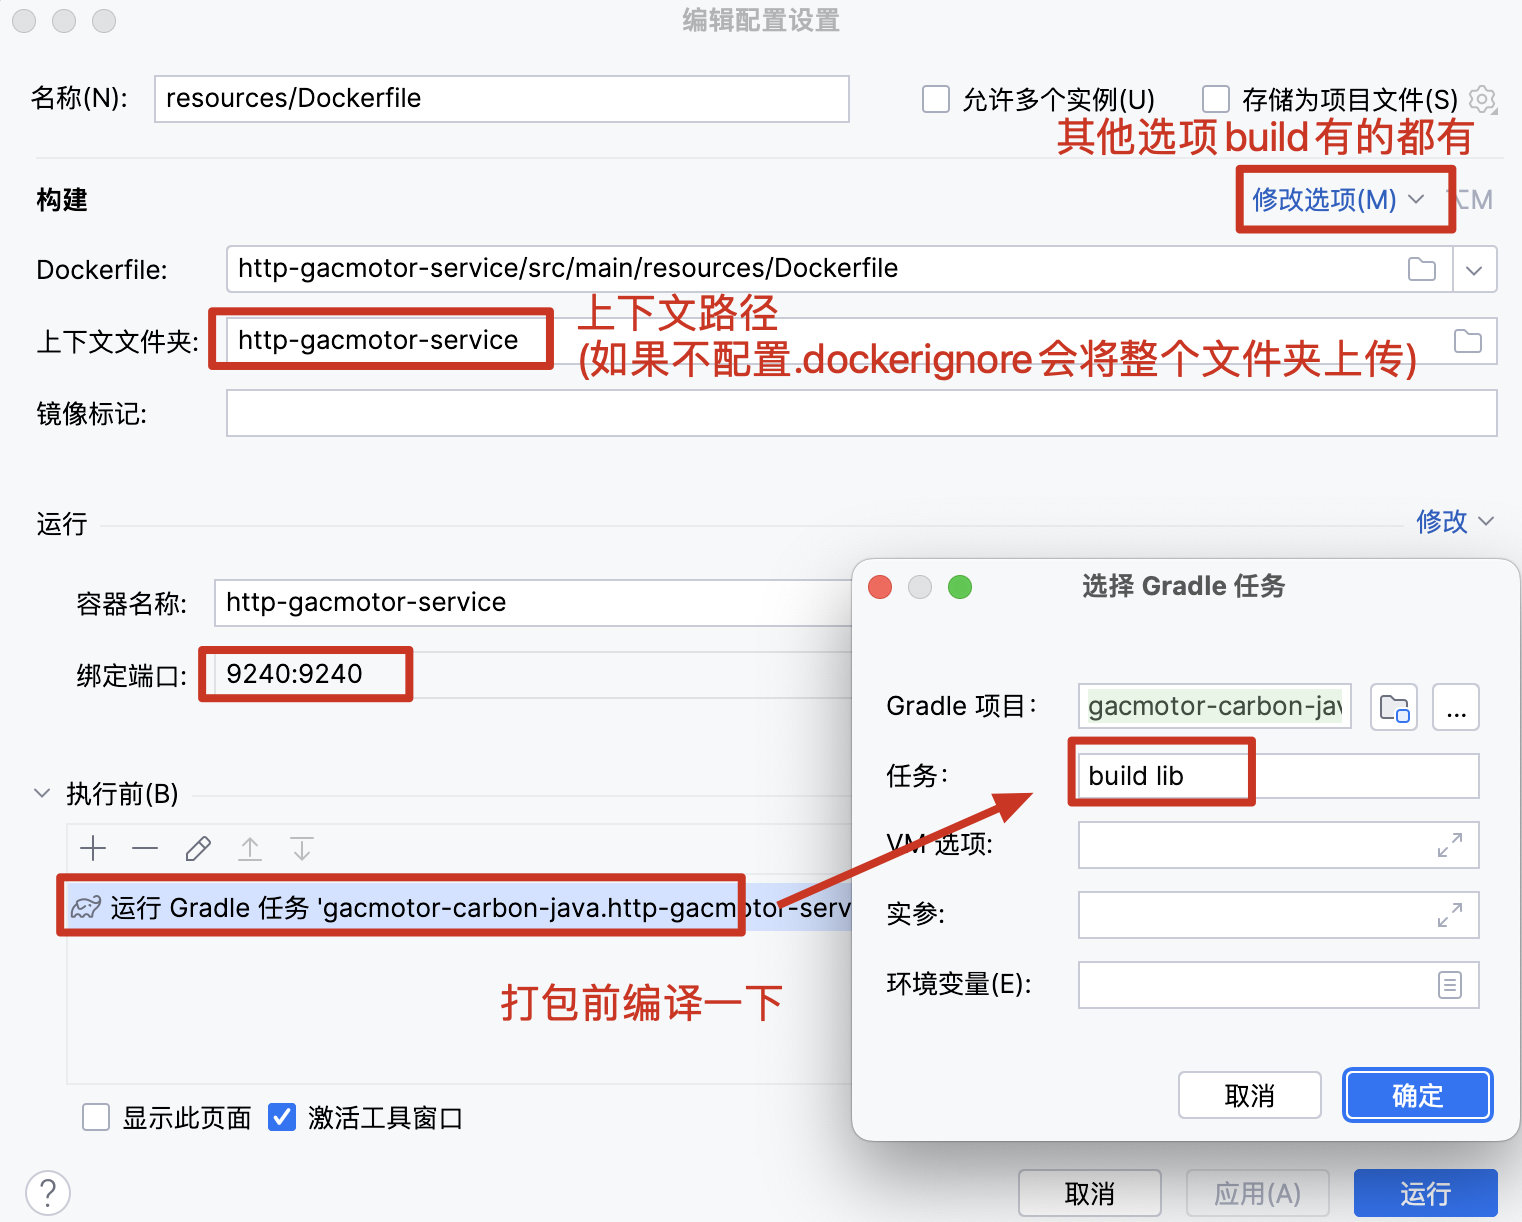 编辑配置设置
名称(N):
resources/Dockerfile
允许多个实例(U)
存储为项目文件(S)
其他选项build有的都有
构建
修改选项(M)
⌥M
Dockerfile:
http-gacmotor-service/src/main/resources/Dockerfile
上下文路径
上下文文件夹:
http-gacmotor-service
(如果不配置.dockerignore会将整个文件夹上传)
镜像标记:
运行
修改
容器名称:
http-gacmotor-service
绑定端口:
9240:9240
执行前(B)
运行 Gradle 任务 'gacmotor-carbon-java.http-gacmotor-serv
打包前编译一下
显示此页面
激活工具窗口
?
取消
应用(A)
运行
选择 Gradle 任务
Gradle 项目:
gacmotor-carbon-jav
...
任务:
build lib
VM 选项:
实参:
环境变量(E):
取消
确定